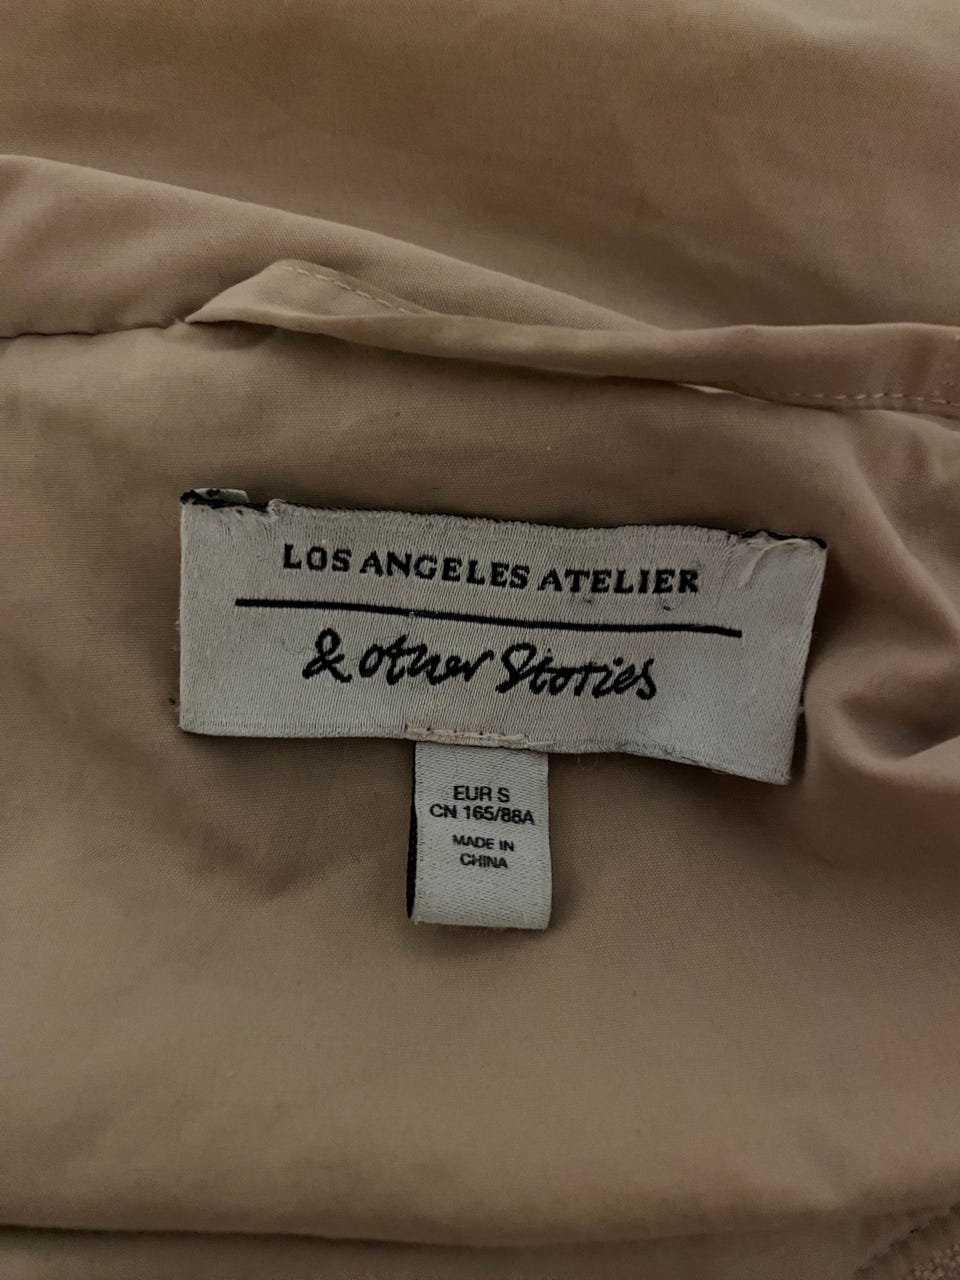 LOS ANGELES ATELIER
& other Stories
EUR S
CN 165/88A
MADE IN
CHINA